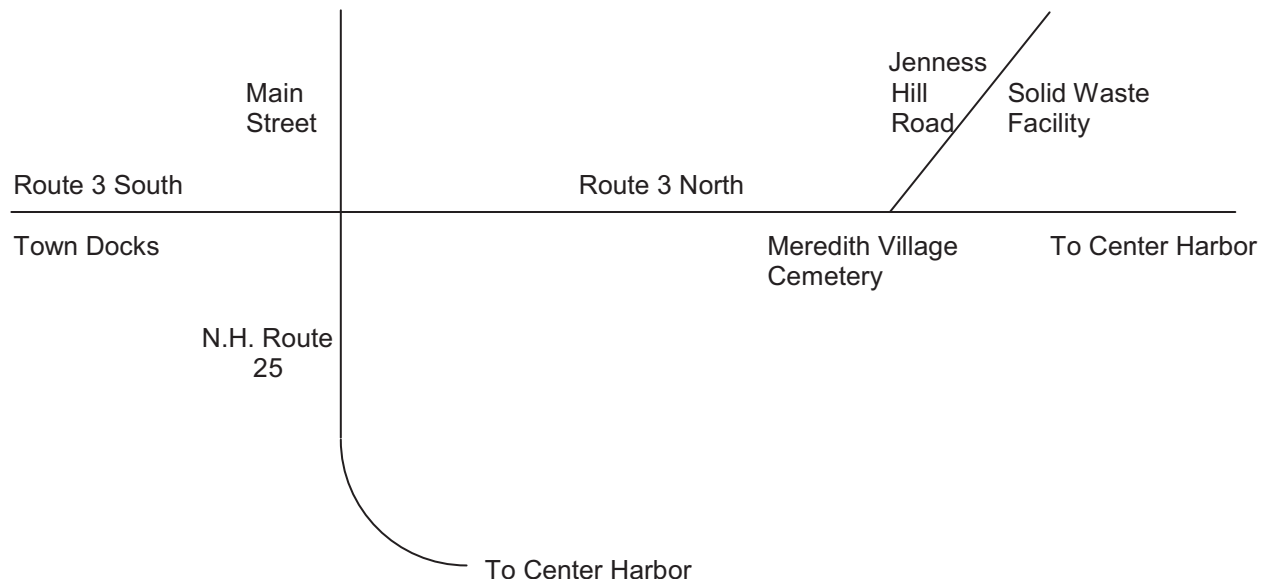 Jenness
Hill
Road
Main
Street
Solid Waste
Facility
Route 3 South
Route 3 North
Town Docks
Meredith Village
Cemetery
To Center Harbor
N.H. Route
25
To Center Harbor